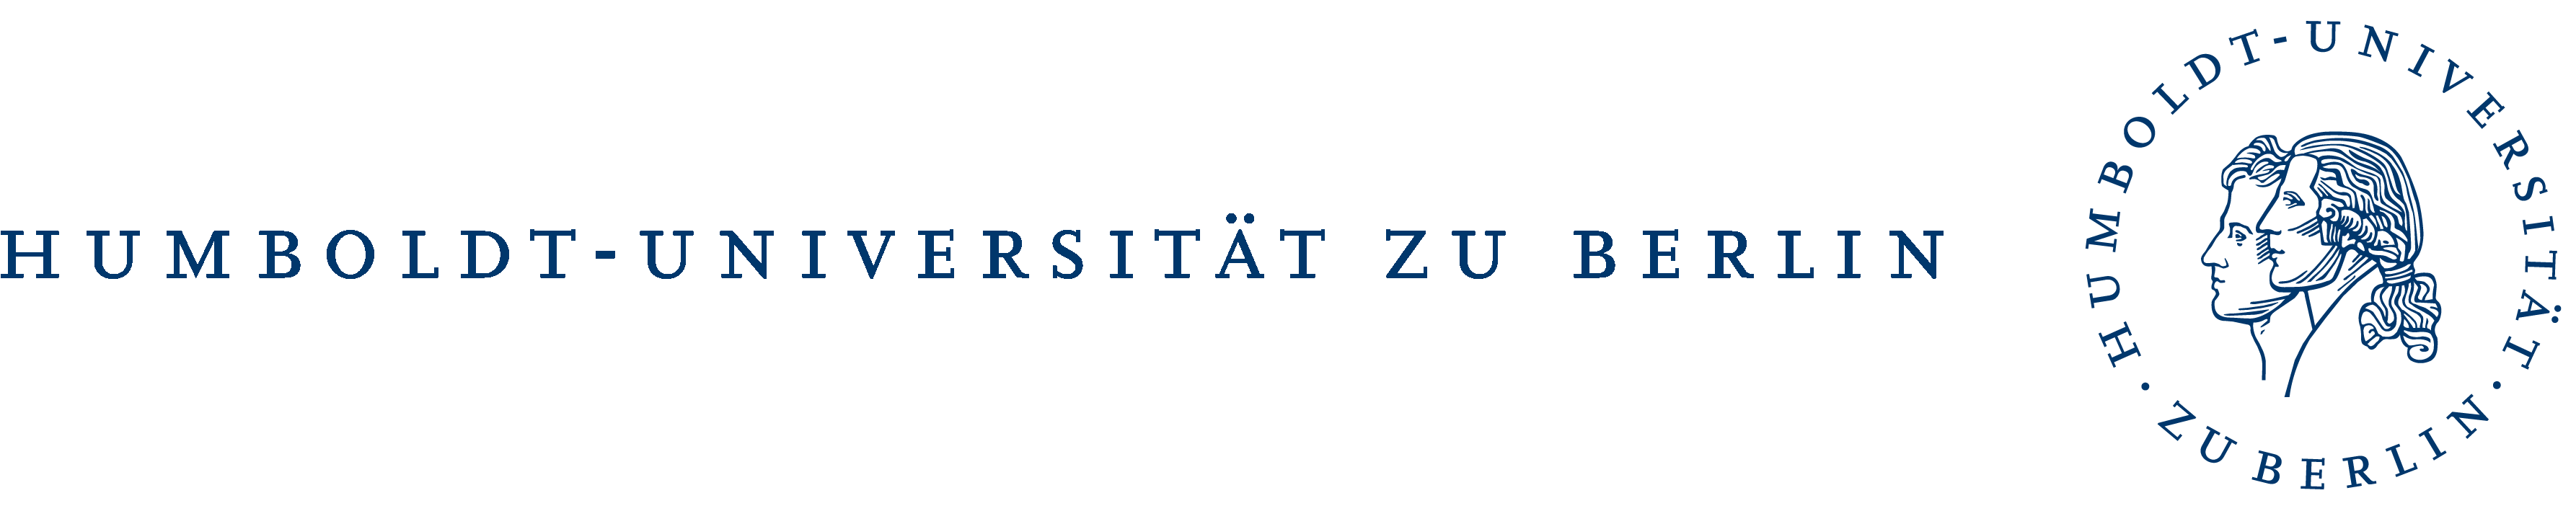 HUMBOLDT-UNIVERSITÄT ZU BERLIN
HUMBOLDT-UNIVERSITÄT
· ZU BERLIN ·